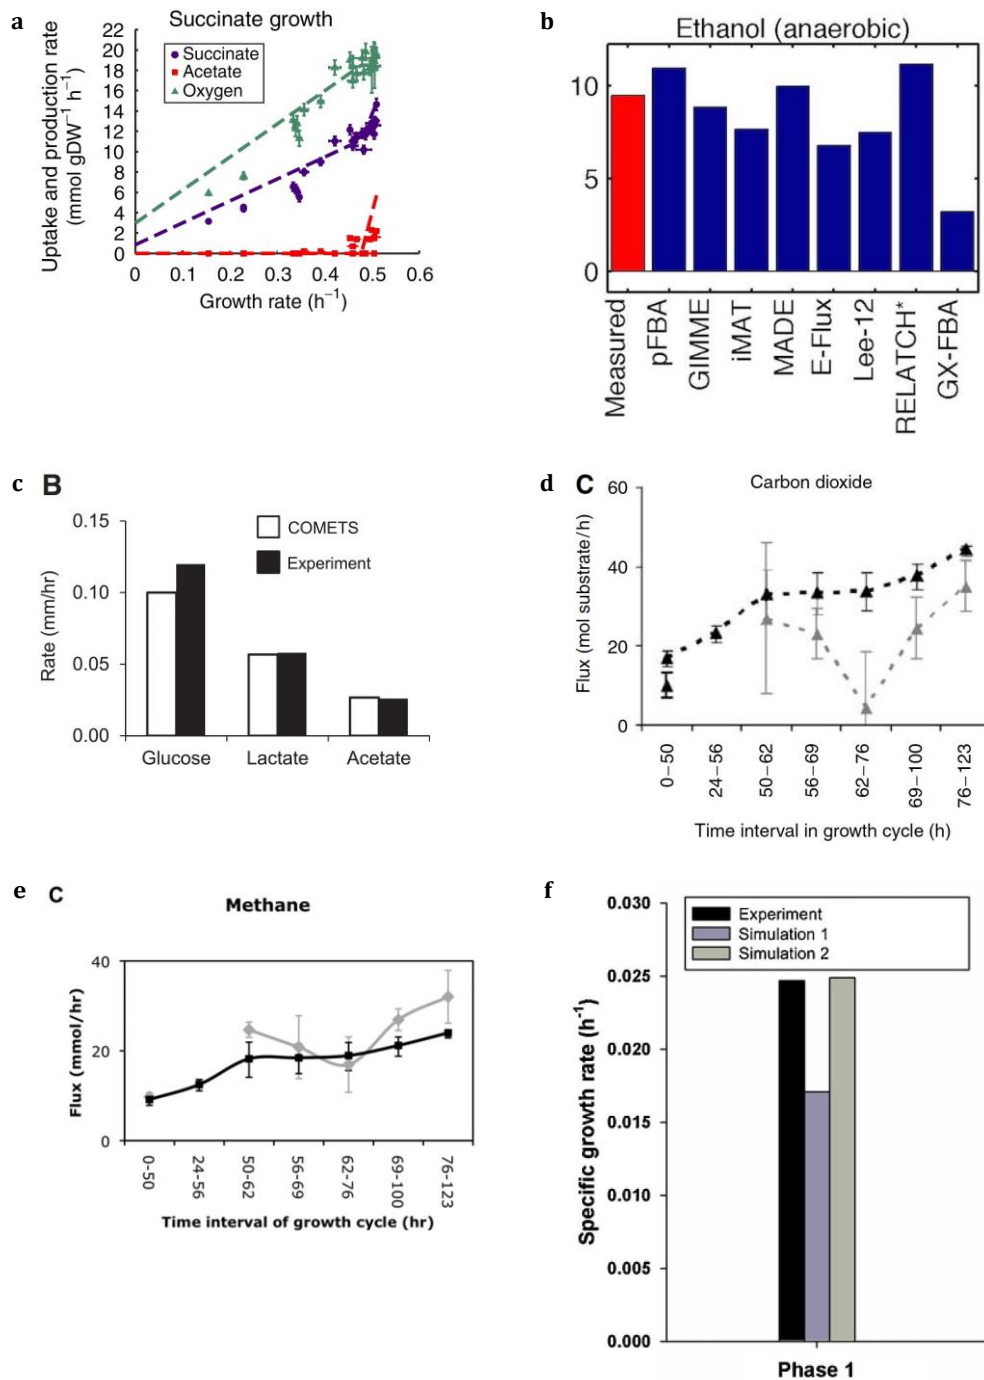 a
Succinate growth
Uptake and production rate
(mmol gDW⁻¹ h⁻¹)
22
20
18
16
14
12
10
8
6
4
2
0
Succinate
Acetate
Oxygen
0 0.1 0.2 0.3 0.4 0.5 0.6
Growth rate (h⁻¹)
b
Ethanol (anaerobic)
10
5
0
Measured
pFBA
GIMME
iMAT
MADE
E-Flux
Lee-12
RELATCH*
GX-FBA
c B
Rate (mm/hr)
0.15
0.10
0.05
0.00
COMETS
Experiment
Glucose Lactate Acetate
d C
Carbon dioxide
Flux (mol substrate/h)
60
40
20
0
0–50
24–56
50–62
56–69
62–76
69–100
76–123
Time interval in growth cycle (h)
e C
Methane
Flux (mmol/hr)
40
20
0
0-50
24-56
50-62
56-69
62-76
69-100
76-123
Time interval of growth cycle (hr)
f
Specific growth rate (h⁻¹)
0.030
0.025
0.020
0.015
0.010
0.005
0.000
Experiment
Simulation 1
Simulation 2
Phase 1